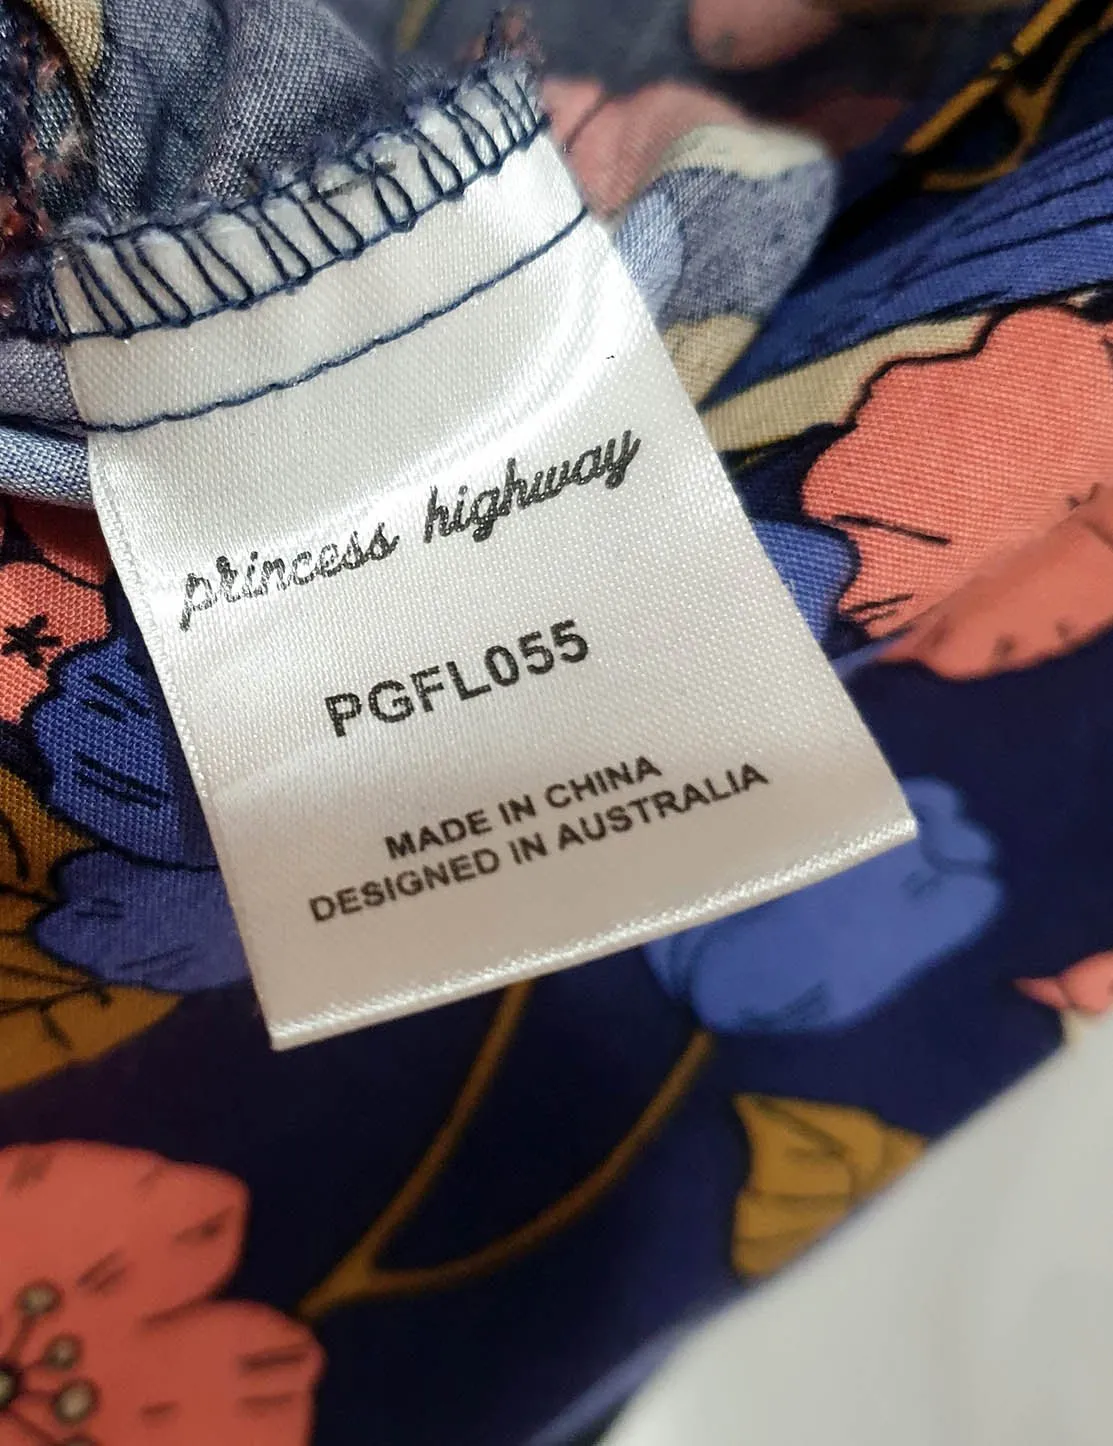 princess highway
PGFL055
MADE IN CHINA
DESIGNED IN AUSTRALIA